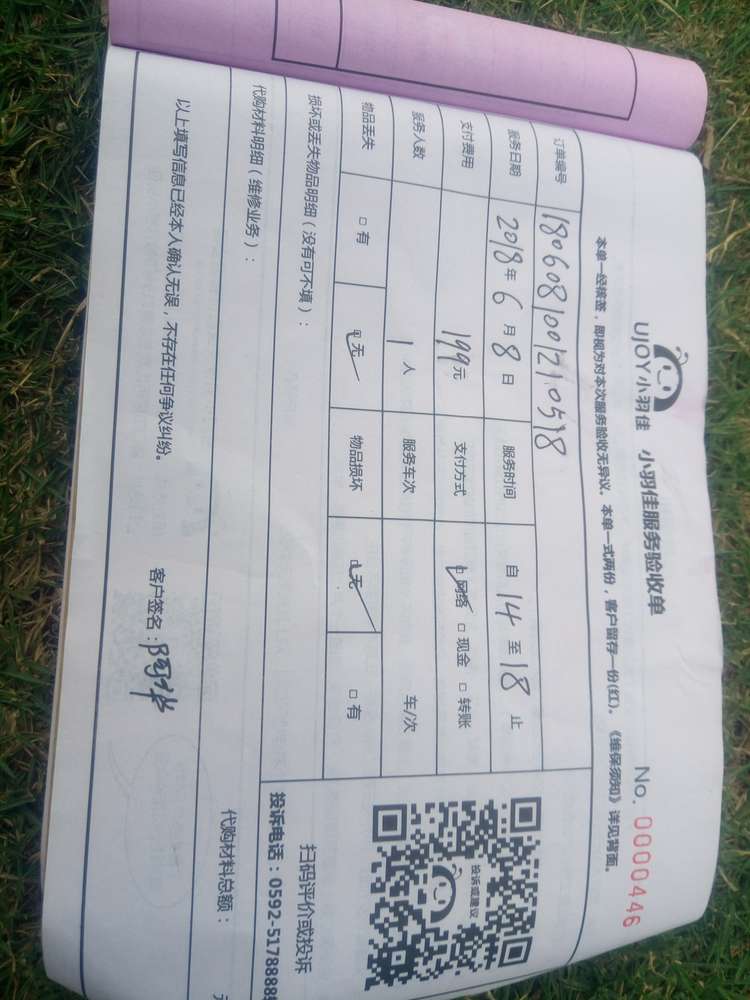 UJOY小羽佳 小羽佳服务验收单 No. 0000446
本单一经核签，即视为对本次服务验收无异议。本单一式两份，客户留存一份(红)。《维保须知》详见背面。
订单编号 180608100121 0518
服务日期 2018年 6月 8日 服务时间 自 14 至 18 止
支付费用 199元 支付方式 □网络 □现金 □转账
服务人数 1人 服务车次 车/次
物品丢失 □有 □无 物品损坏 □无 □有
损坏或丢失物品明细（没有可不填）：
代购材料明细（维修业务）： 代购材料总额：
以上填写信息已经本人确认无误，不存在任何争议纠纷。
客户签名：
投诉或建议
扫码评价或投诉
投诉电话：0592-5178888